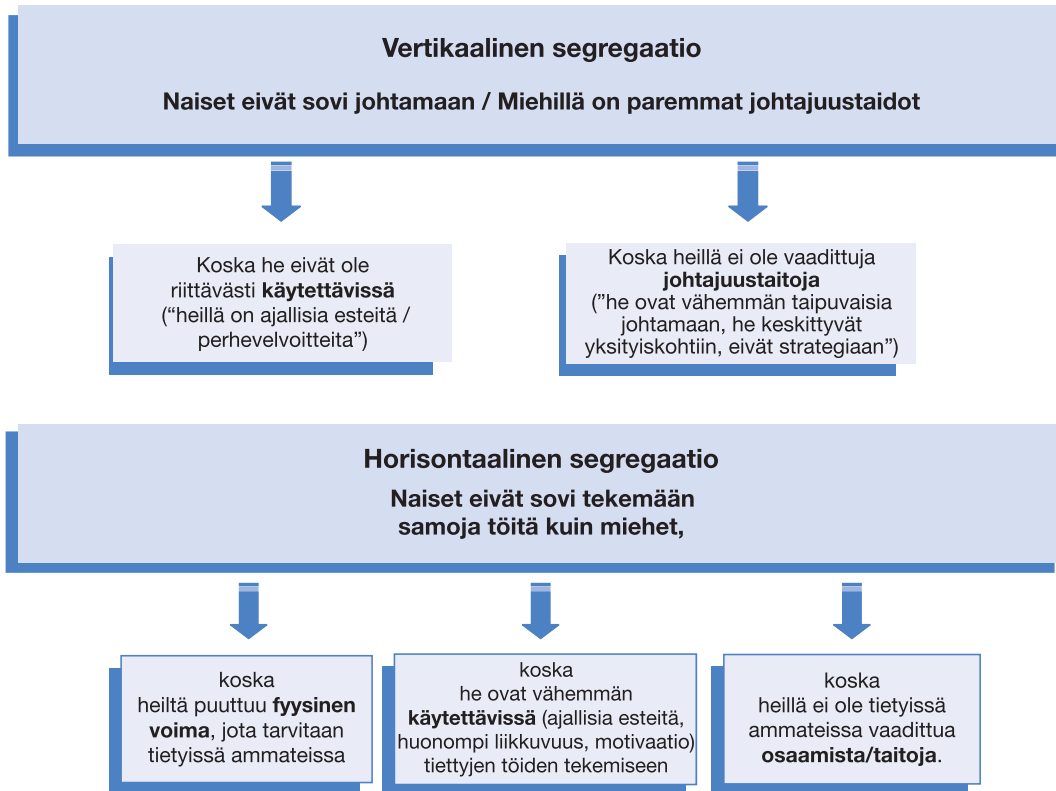 Vertikaalinen segregaatio
Naiset eivät sovi johtamaan / Miehillä on paremmat johtajuustaidot
Koska he eivät ole
riittävästi käytettävissä
(“heillä on ajallisia esteitä /
perhevelvoitteita”)
Koska heillä ei ole vaadittuja
johtajuustaitoja
(”he ovat vähemmän taipuvaisia
johtamaan, he keskittyvät
yksityiskohtiin, eivät strategiaan”)
Horisontaalinen segregaatio
Naiset eivät sovi tekemään
samoja töitä kuin miehet,
koska
heiltä puuttuu fyysinen
voima, jota tarvitaan
tietyissä ammateissa
koska
he ovat vähemmän
käytettävissä (ajallisia esteitä,
huonompi liikkuvuus, motivaatio)
tiettyjen töiden tekemiseen
koska
heillä ei ole tietyissä
ammateissa vaadittua
osaamista/taitoja.